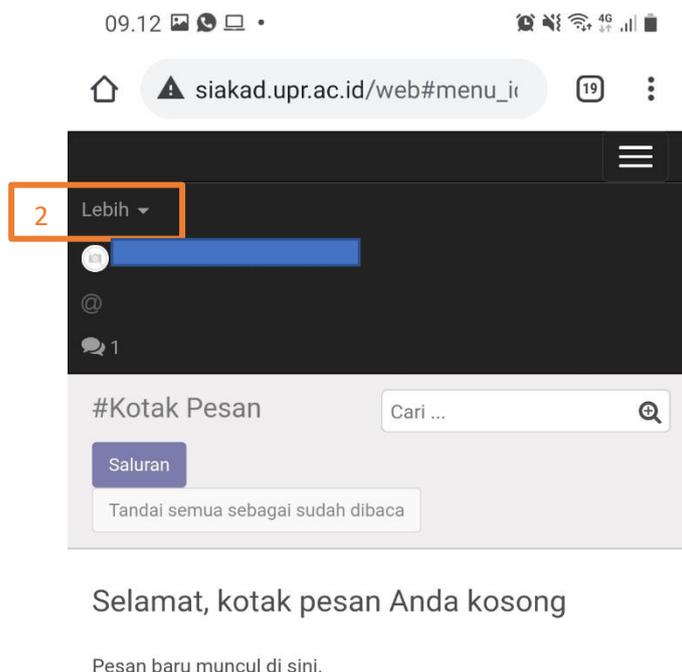 09.12
4G
siakad.upr.ac.id/web#menu_i
19
2
Lebih
@
1
#Kotak Pesan
Cari ...
Saluran
Tandai semua sebagai sudah dibaca
Selamat, kotak pesan Anda kosong
Pesan baru muncul di sini.